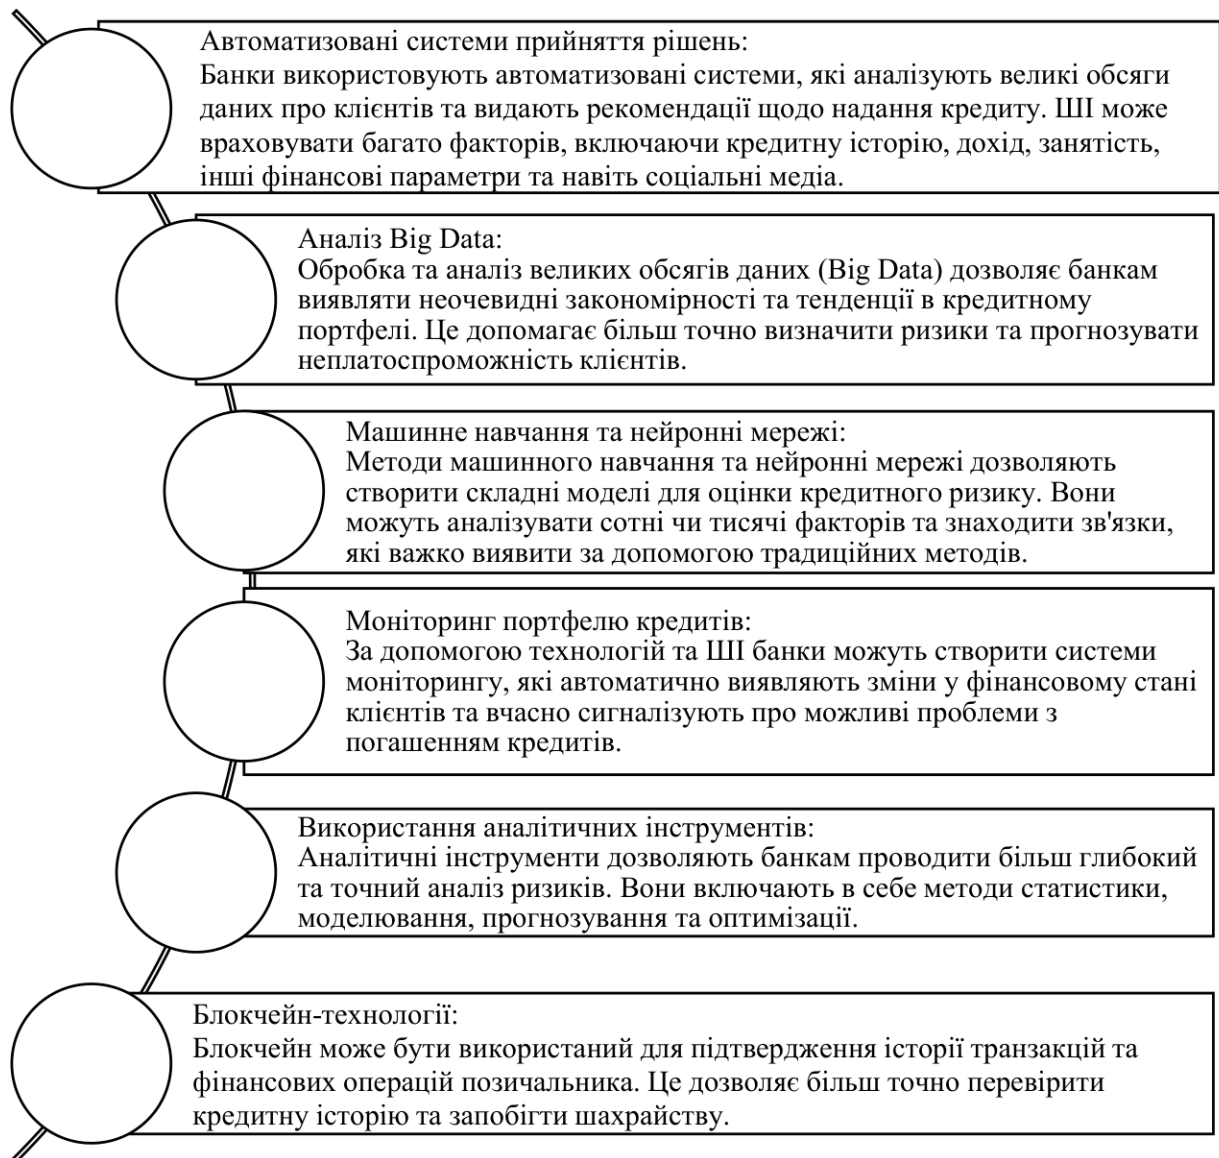 Автоматизовані системи прийняття рішень:
Банки використовують автоматизовані системи, які аналізують великі обсяги
даних про клієнтів та видають рекомендації щодо надання кредиту. ШІ може
враховувати багато факторів, включаючи кредитну історію, дохід, занятість,
інші фінансові параметри та навіть соціальні медіа.
Аналіз Big Data:
Обробка та аналіз великих обсягів даних (Big Data) дозволяє банкам
виявляти неочевидні закономірності та тенденції в кредитному
портфелі. Це допомагає більш точно визначити ризики та прогнозувати
неплатоспроможність клієнтів.
Машинне навчання та нейронні мережі:
Методи машинного навчання та нейронні мережі дозволяють
створити складні моделі для оцінки кредитного ризику. Вони
можуть аналізувати сотні чи тисячі факторів та знаходити зв'язки,
які важко виявити за допомогою традиційних методів.
Моніторинг портфелю кредитів:
За допомогою технологій та ШІ банки можуть створити системи
моніторингу, які автоматично виявляють зміни у фінансовому стані
клієнтів та вчасно сигналізують про можливі проблеми з
погашенням кредитів.
Використання аналітичних інструментів:
Аналітичні інструменти дозволяють банкам проводити більш глибокий
та точний аналіз ризиків. Вони включають в себе методи статистики,
моделювання, прогнозування та оптимізації.
Блокчейн-технології:
Блокчейн може бути використаний для підтвердження історії транзакцій та
фінансових операцій позичальника. Це дозволяє більш точно перевірити
кредитну історію та запобігти шахрайству.